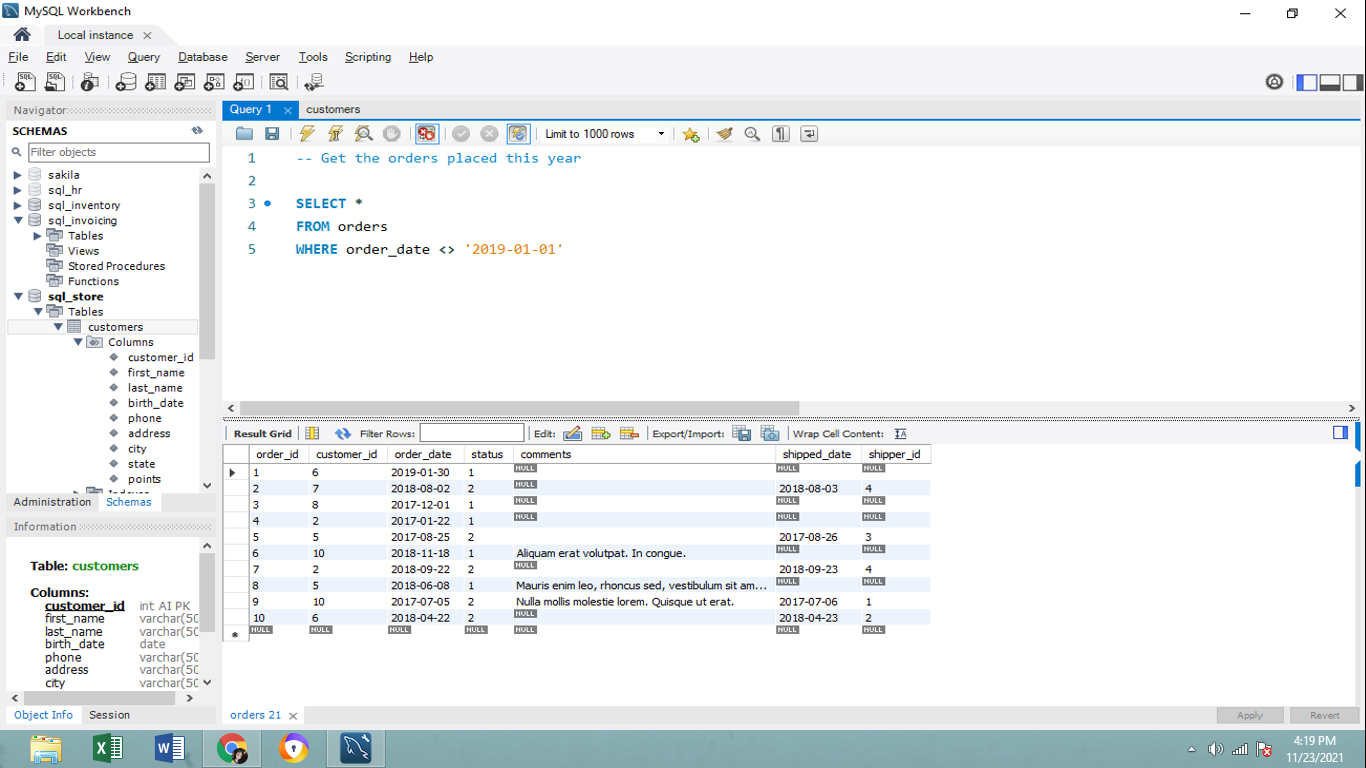 MySQL Workbench
Local instance
File Edit View Query Database Server Tools Scripting Help
Navigator
SCHEMAS
Filter objects
sakila
sql_hr
sql_inventory
sql_invoicing
Tables
Views
Stored Procedures
Functions
sql_store
Tables
customers
Columns
customer_id
first_name
last_name
birth_date
phone
address
city
state
points
Administration Schemas
Information
Table: customers
Columns:
customer_id int AI PK
first_name varchar(50
last_name varchar(50
birth_date date
phone varchar(50
address varchar(50
city varchar(50
Object Info Session
Query 1 customers
Limit to 1000 rows
1 -- Get the orders placed this year
2
3 SELECT *
4 FROM orders
5 WHERE order_date <> '2019-01-01'
Result Grid Filter Rows: Edit: Export/Import: Wrap Cell Content:
order_id customer_id order_date status comments shipped_date shipper_id
1 6 2019-01-30 1 NULL NULL NULL
2 7 2018-08-02 2 NULL 2018-08-03 4
3 8 2017-12-01 1 NULL NULL NULL
4 2 2017-01-22 1 NULL NULL NULL
5 5 2017-08-25 2 2017-08-26 3
6 10 2018-11-18 1 Aliquam erat volutpat. In congue. NULL NULL
7 2 2018-09-22 2 NULL 2018-09-23 4
8 5 2018-06-08 1 Mauris enim leo, rhoncus sed, vestibulum sit am... NULL NULL
9 10 2017-07-05 2 Nulla mollis molestie lorem. Quisque ut erat. 2017-07-06 1
10 6 2018-04-22 2 NULL 2018-04-23 2
NULL NULL NULL NULL NULL NULL NULL
orders 21
Apply Revert
4:19 PM
11/23/2021